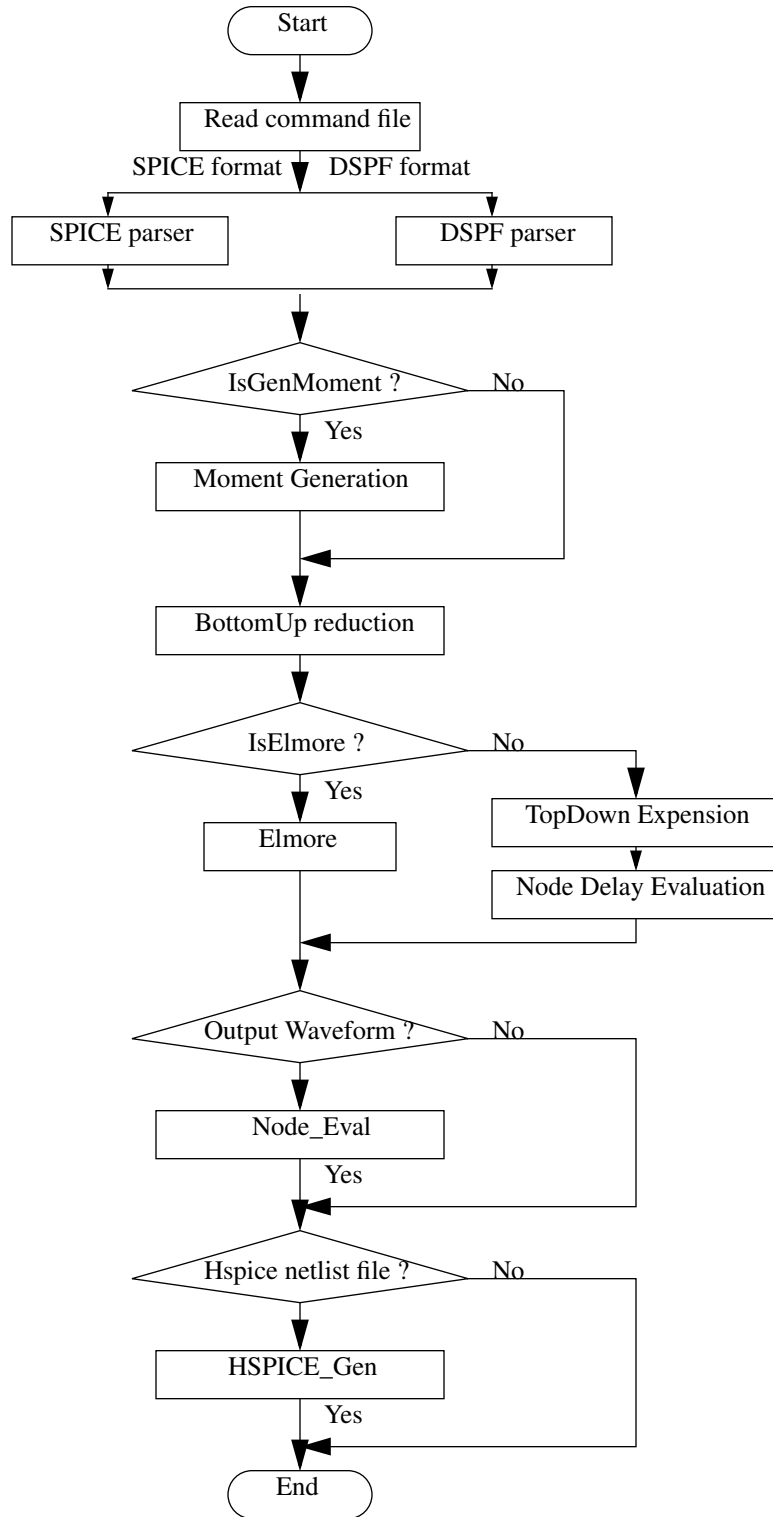 Start
Read command file
SPICE format
DSPF format
SPICE parser
DSPF parser
IsGenMoment ?
No
Yes
Moment Generation
BottomUp reduction
IsElmore ?
No
Yes
TopDown Expension
Elmore
Node Delay Evaluation
Output Waveform ?
No
Node_Eval
Yes
Hspice netlist file ?
No
HSPICE_Gen
Yes
End